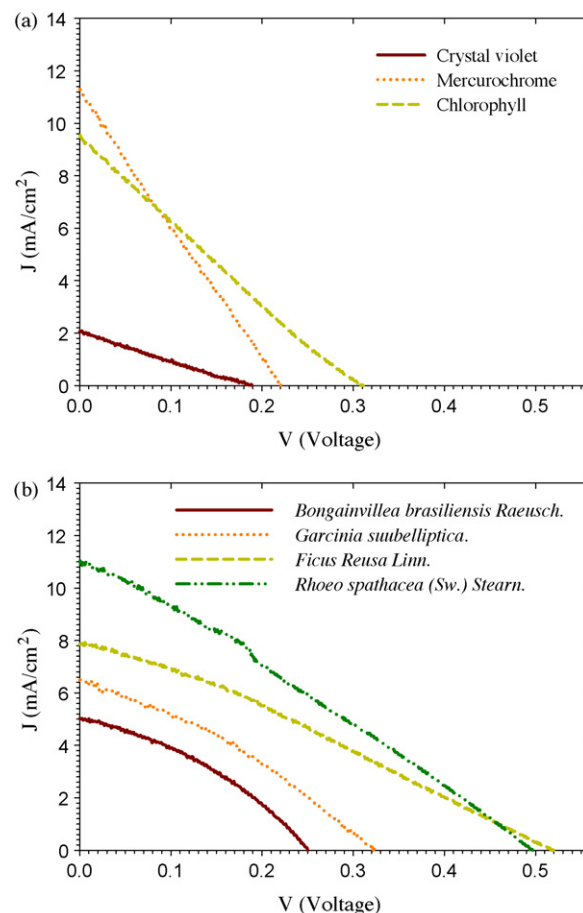 (a)
14
12
10
8
6
4
2
0
J (mA/cm²)
Crystal violet
Mercurochrome
Chlorophyll
0.0 0.1 0.2 0.3 0.4 0.5
V (Voltage)
(b)
14
12
10
8
6
4
2
0
J (mA/cm²)
Bongainvillea brasiliensis Raeusch.
Garcinia suubelliptica.
Ficus Reusa Linn.
Rhoeo spathacea (Sw.) Stearn.
0.0 0.1 0.2 0.3 0.4 0.5
V (Voltage)